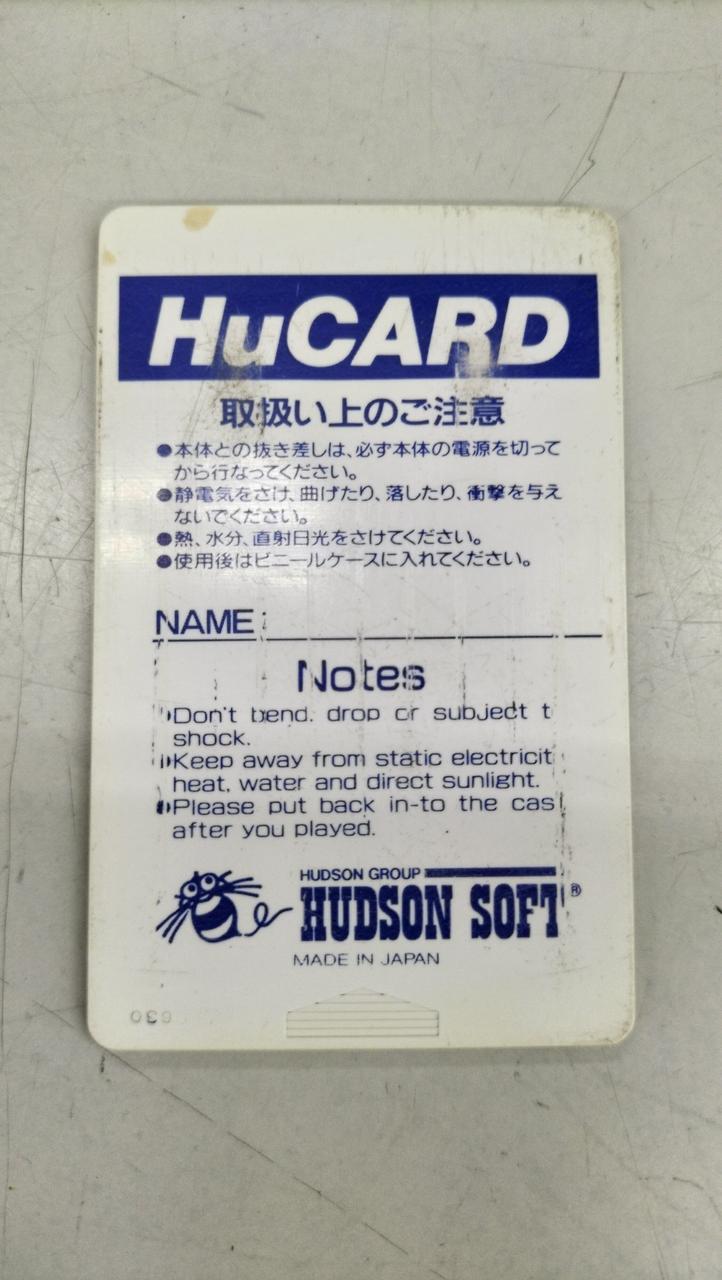 HuCARD
取扱い上のご注意
●本体との抜き差しは、必ず本体の電源を切って
から行なってください。
●静電気をさけ、曲げたり、落したり、衝撃を与え
ないでください。
●熱、水分、直射日光をさけてください。
●使用後はビニールケースに入れてください。
NAME:
Notes
Don't bend. drop or subject t
shock.
Keep away from static electricit
heat, water and direct sunlight.
Please put back in-to the cas
after you played.
HUDSON GROUP
HUDSON SOFT®
MADE IN JAPAN